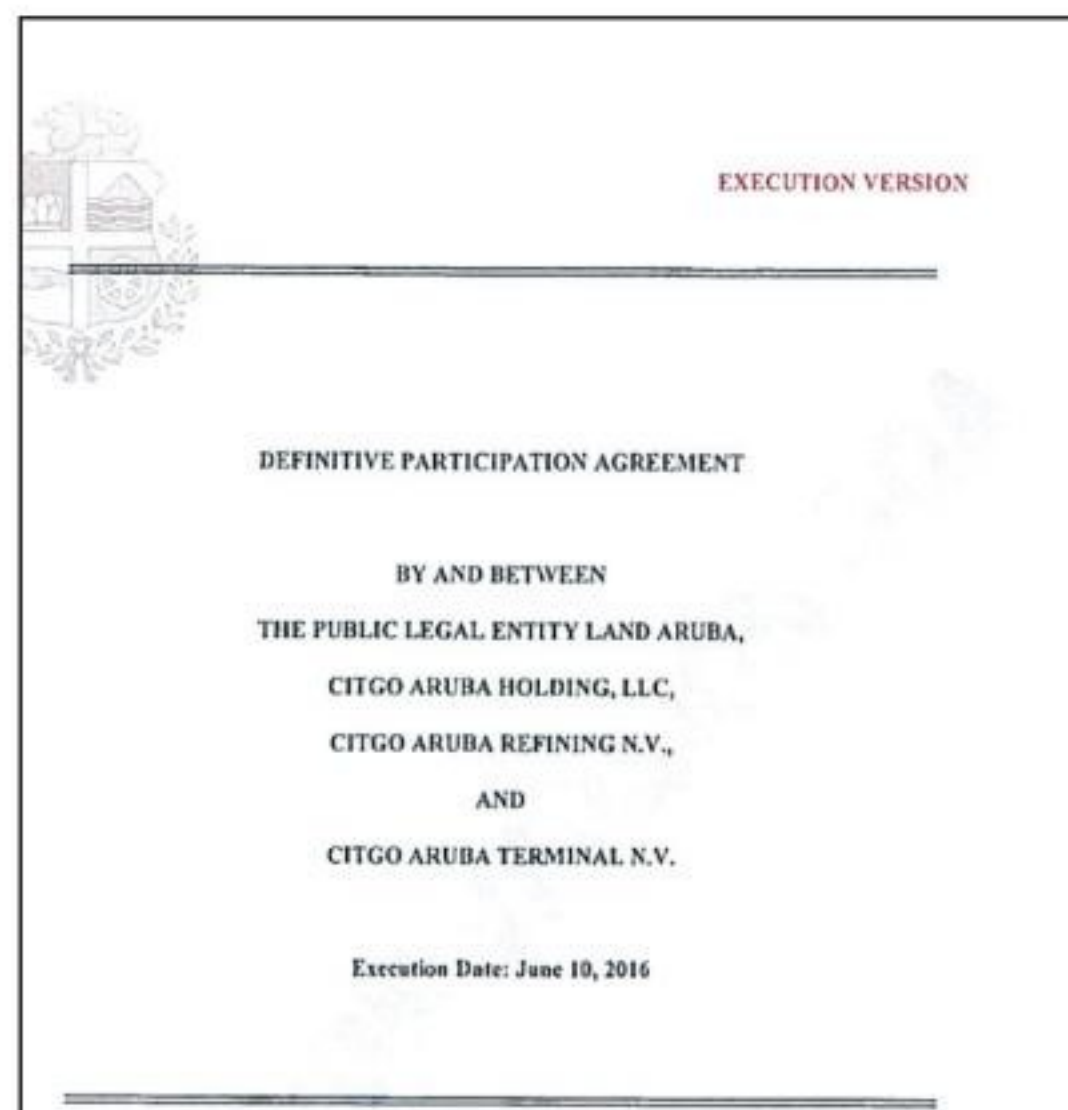 EXECUTION VERSION
DEFINITIVE PARTICIPATION AGREEMENT
BY AND BETWEEN
THE PUBLIC LEGAL ENTITY LAND ARUBA,
CITGO ARUBA HOLDING, LLC,
CITGO ARUBA REFINING N.V.,
AND
CITGO ARUBA TERMINAL N.V.
Execution Date: June 10, 2016